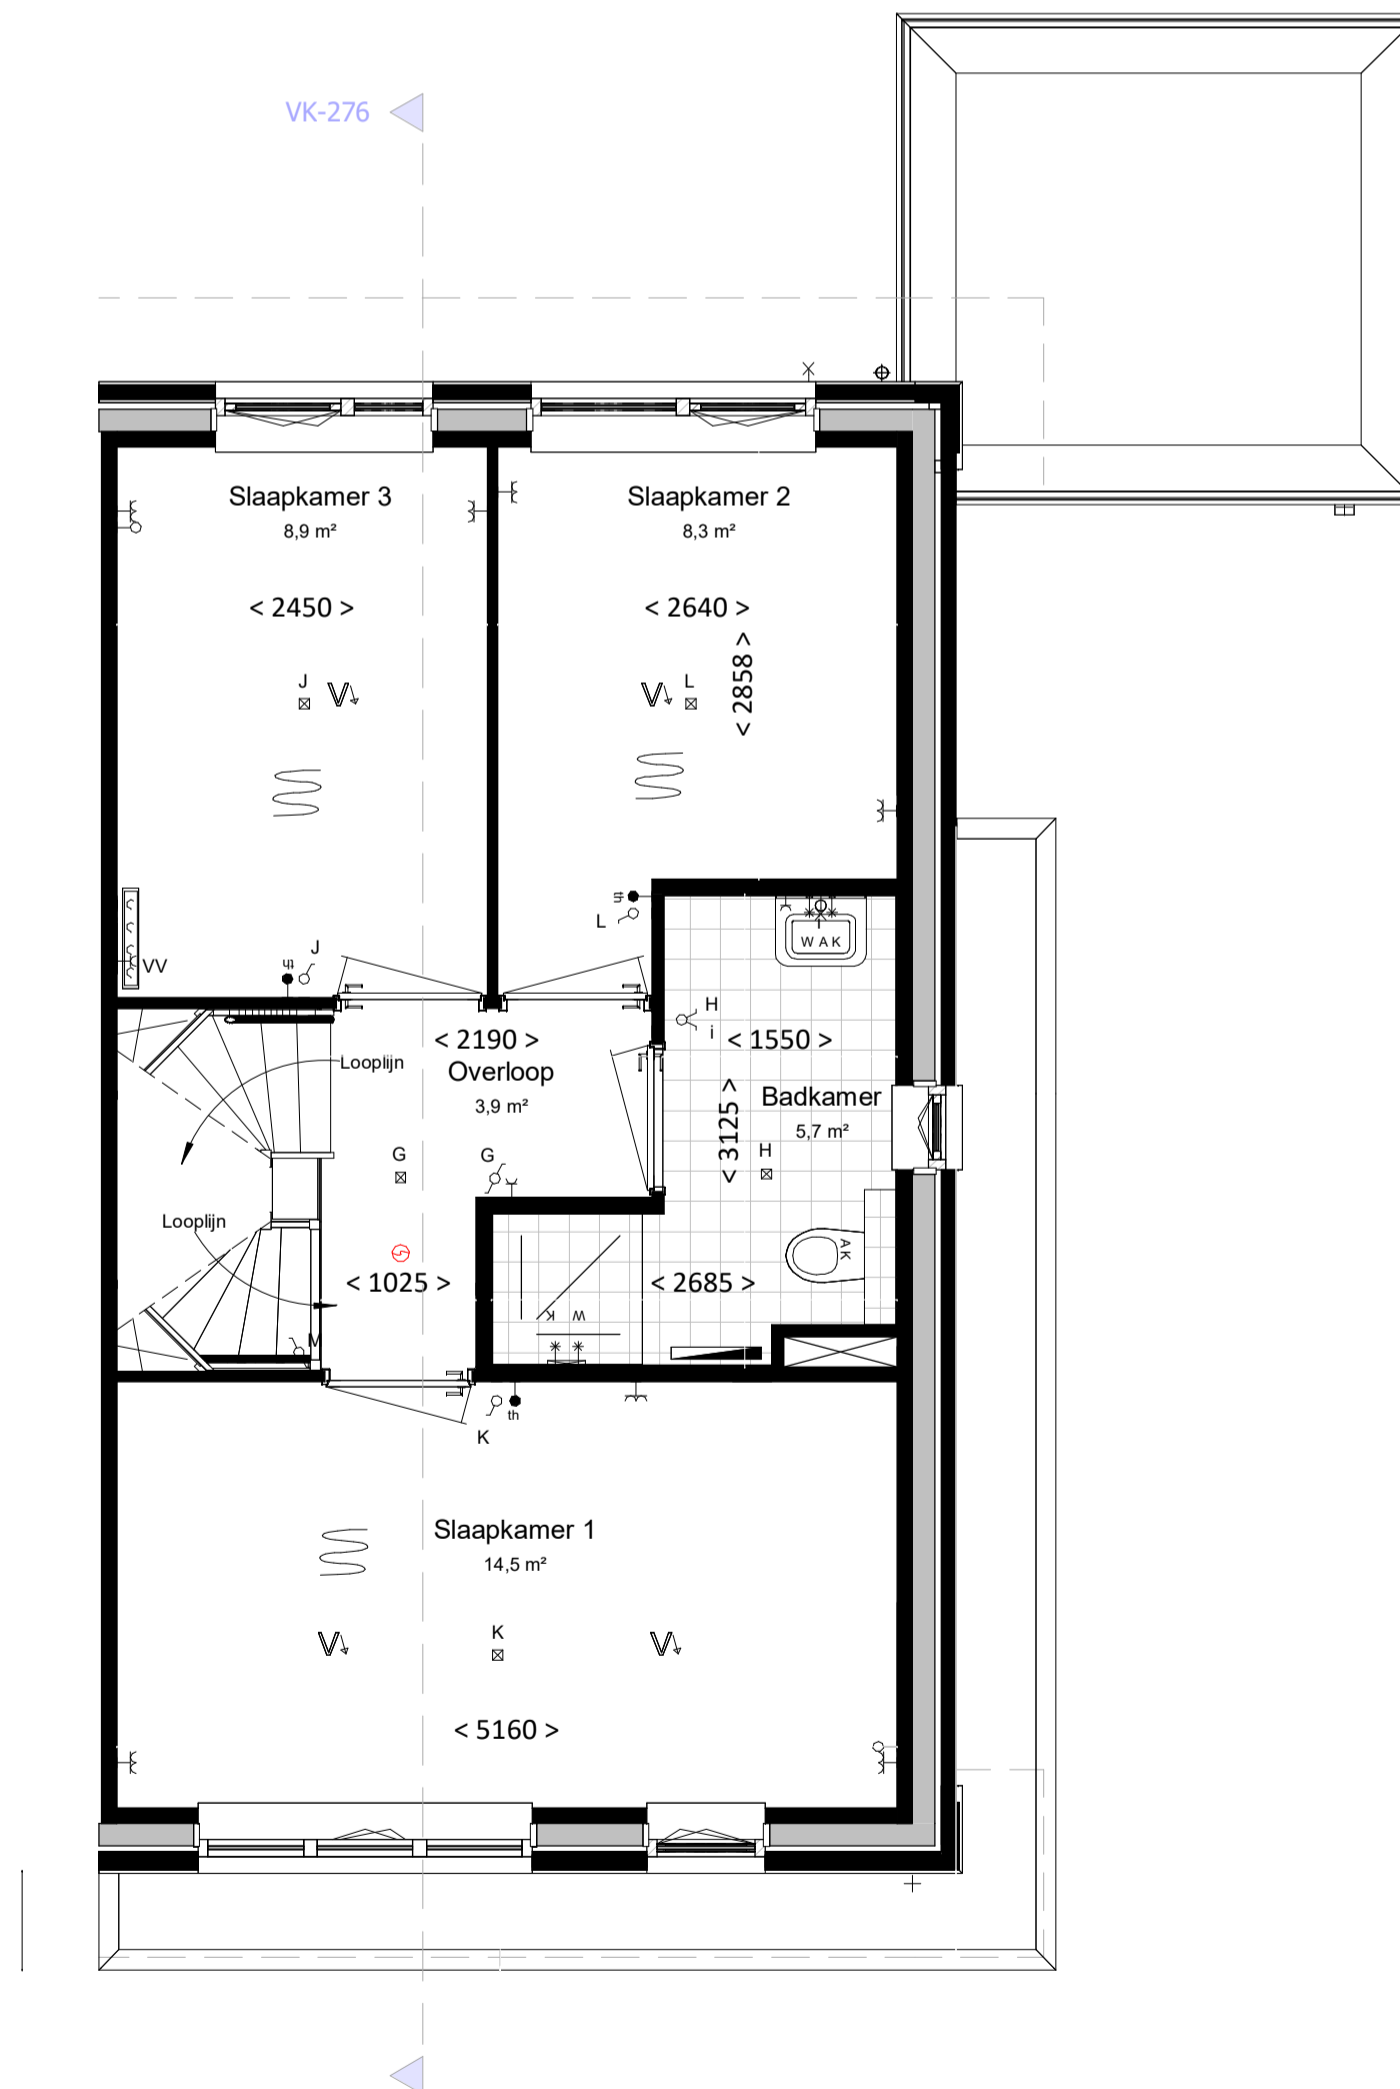 VK-276
Slaapkamer 3
8,9 m²
Slaapkamer 2
8,3 m²
< 2450 >
< 2640 >
< 2858 >
J
V
V
L
th
L
J
th
VV
W A K
H
i
< 2190 >
Overloop
3,9 m²
< 1550 >
Looplijn
Badkamer
5,7 m²
< 3125 >
G
G
H
Looplijn
A K
< 1025 >
< 2685 >
K W
M
K
th
Slaapkamer 1
14,5 m²
K
V
V
< 5160 >